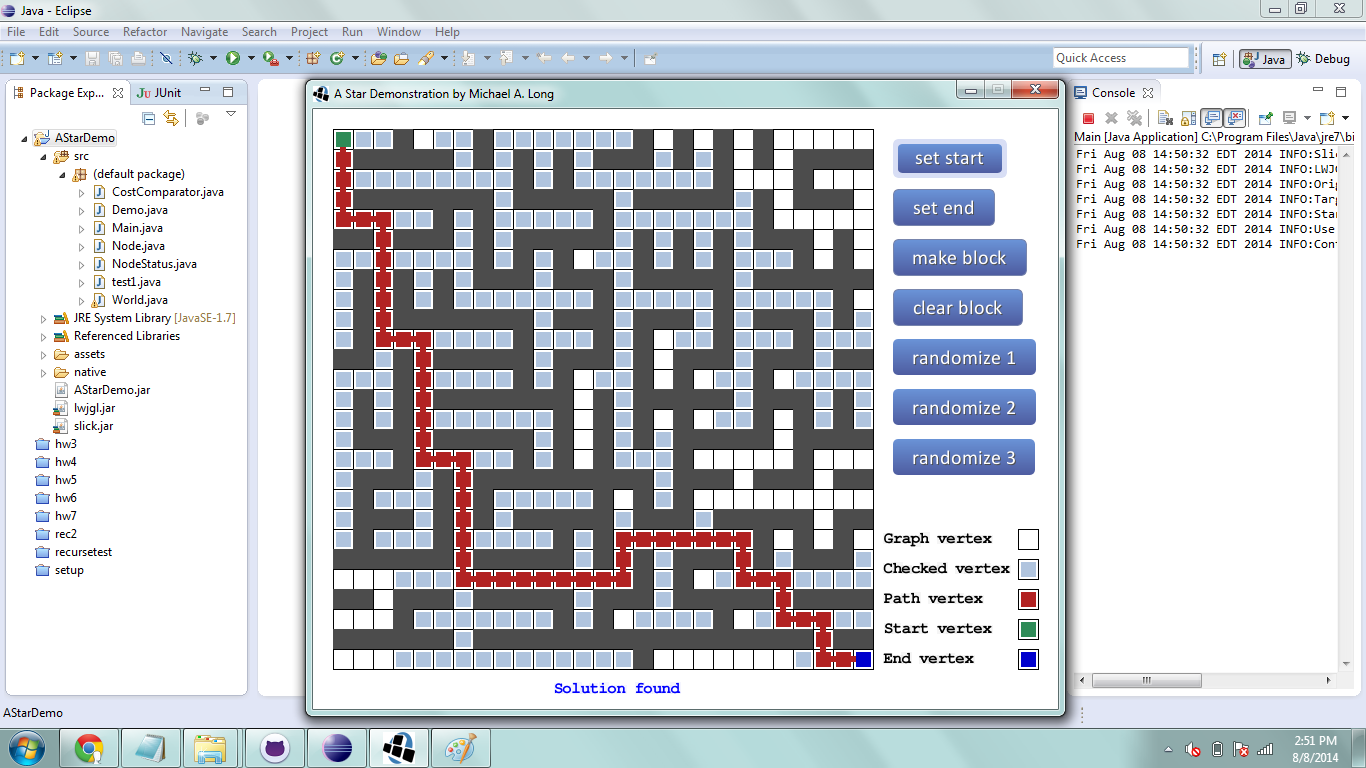 Java - Eclipse
File Edit Source Refactor Navigate Search Project Run Window Help
Quick Access
Java
Debug
Package Exp...
JUnit
AStarDemo
src
(default package)
CostComparator.java
Demo.java
Main.java
Node.java
NodeStatus.java
test1.java
World.java
JRE System Library [JavaSE-1.7]
Referenced Libraries
assets
native
AStarDemo.jar
lwjgl.jar
slick.jar
hw3
hw4
hw5
hw6
hw7
rec2
recursetest
setup
A Star Demonstration by Michael A. Long
set start
set end
make block
clear block
randomize 1
randomize 2
randomize 3
Graph vertex
Checked vertex
Path vertex
Start vertex
End vertex
Solution found
Console
Main [Java Application] C:\Program Files\Java\jre7\bi
Fri Aug 08 14:50:32 EDT 2014 INFO:Slic
Fri Aug 08 14:50:32 EDT 2014 INFO:LWJG
Fri Aug 08 14:50:32 EDT 2014 INFO:Orig
Fri Aug 08 14:50:32 EDT 2014 INFO:Targ
Fri Aug 08 14:50:32 EDT 2014 INFO:Star
Fri Aug 08 14:50:32 EDT 2014 INFO:Use
Fri Aug 08 14:50:32 EDT 2014 INFO:Cont
AStarDemo
2:51 PM
8/8/2014